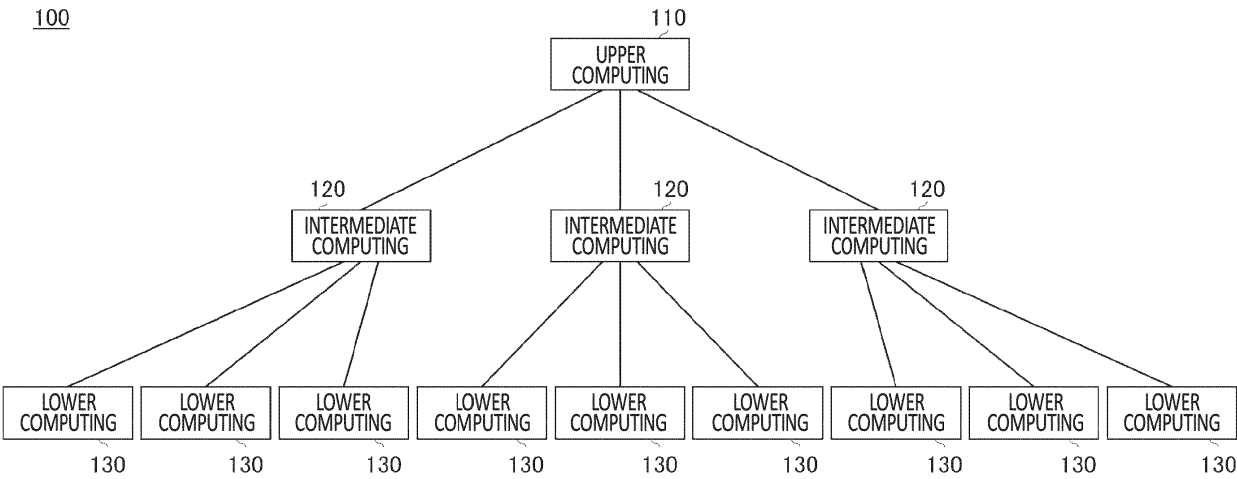 100
110
UPPER
COMPUTING
120
120
120
INTERMEDIATE
COMPUTING
INTERMEDIATE
COMPUTING
INTERMEDIATE
COMPUTING
LOWER
COMPUTING
LOWER
COMPUTING
LOWER
COMPUTING
LOWER
COMPUTING
LOWER
COMPUTING
LOWER
COMPUTING
LOWER
COMPUTING
LOWER
COMPUTING
LOWER
COMPUTING
130
130
130
130
130
130
130
130
130